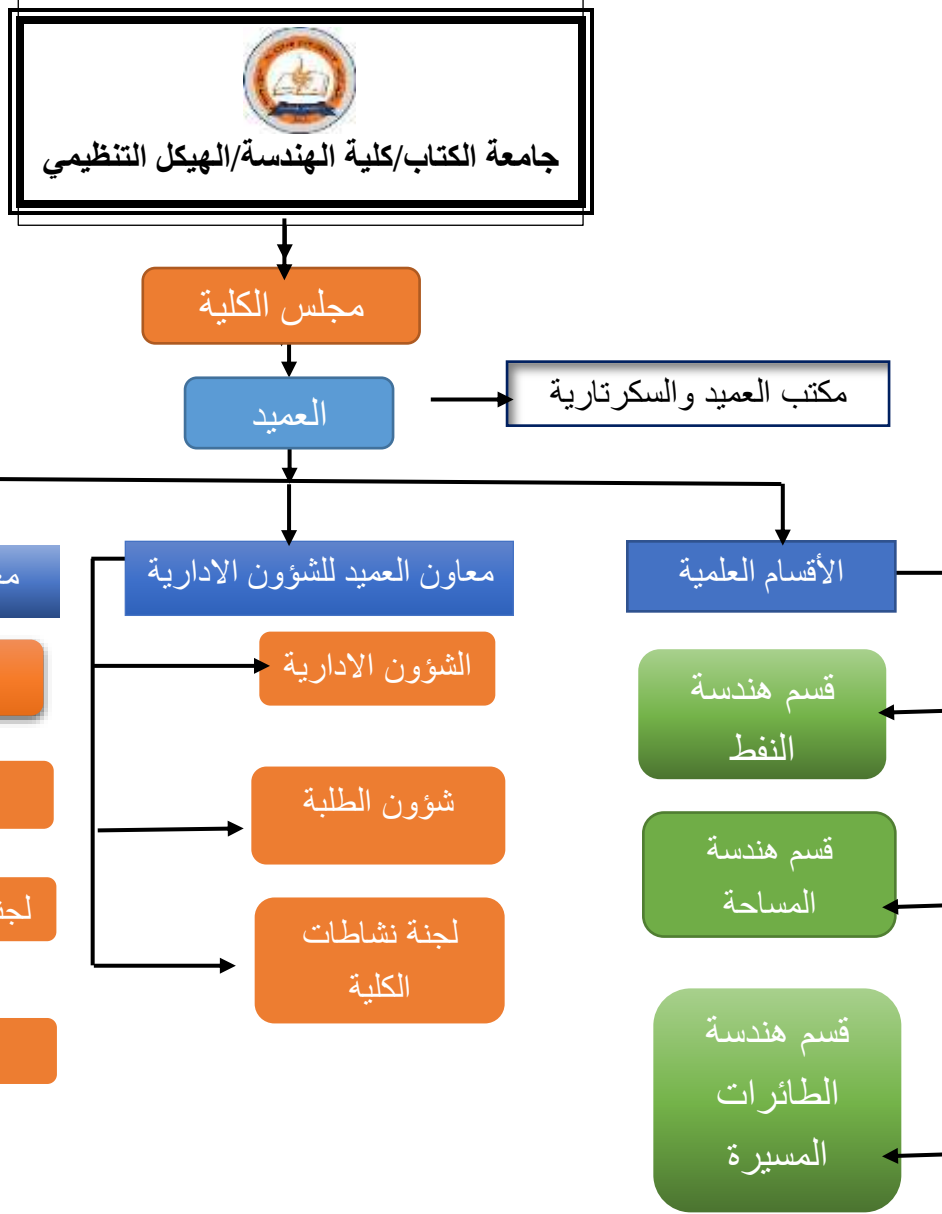 جامعة الكتاب/كلية الهندسة/الهيكل التنظيمي
مجلس الكلية
العميد
مكتب العميد والسكرتارية
الأقسام العلمية
معاون العميد للشؤون الادارية
قسم هندسة
النفط
قسم هندسة
المساحة
قسم هندسة
الطائرات
المسيرة
الشؤون الادارية
شؤون الطلبة
لجنة نشاطات
الكلية